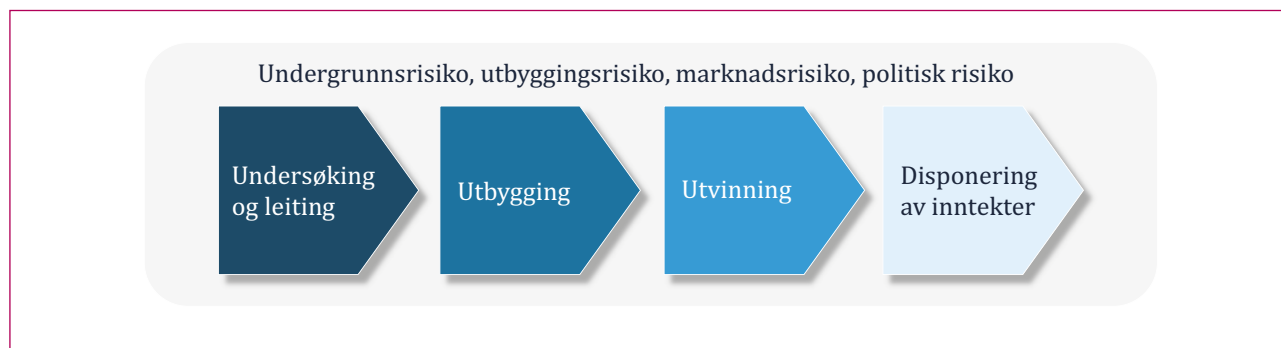 Undergrunnsrisiko, utbyggingsrisiko, marknadsrisiko, politisk risiko
Undersøking
og leiting
Utbygging
Utvinning
Disponering
av inntekter